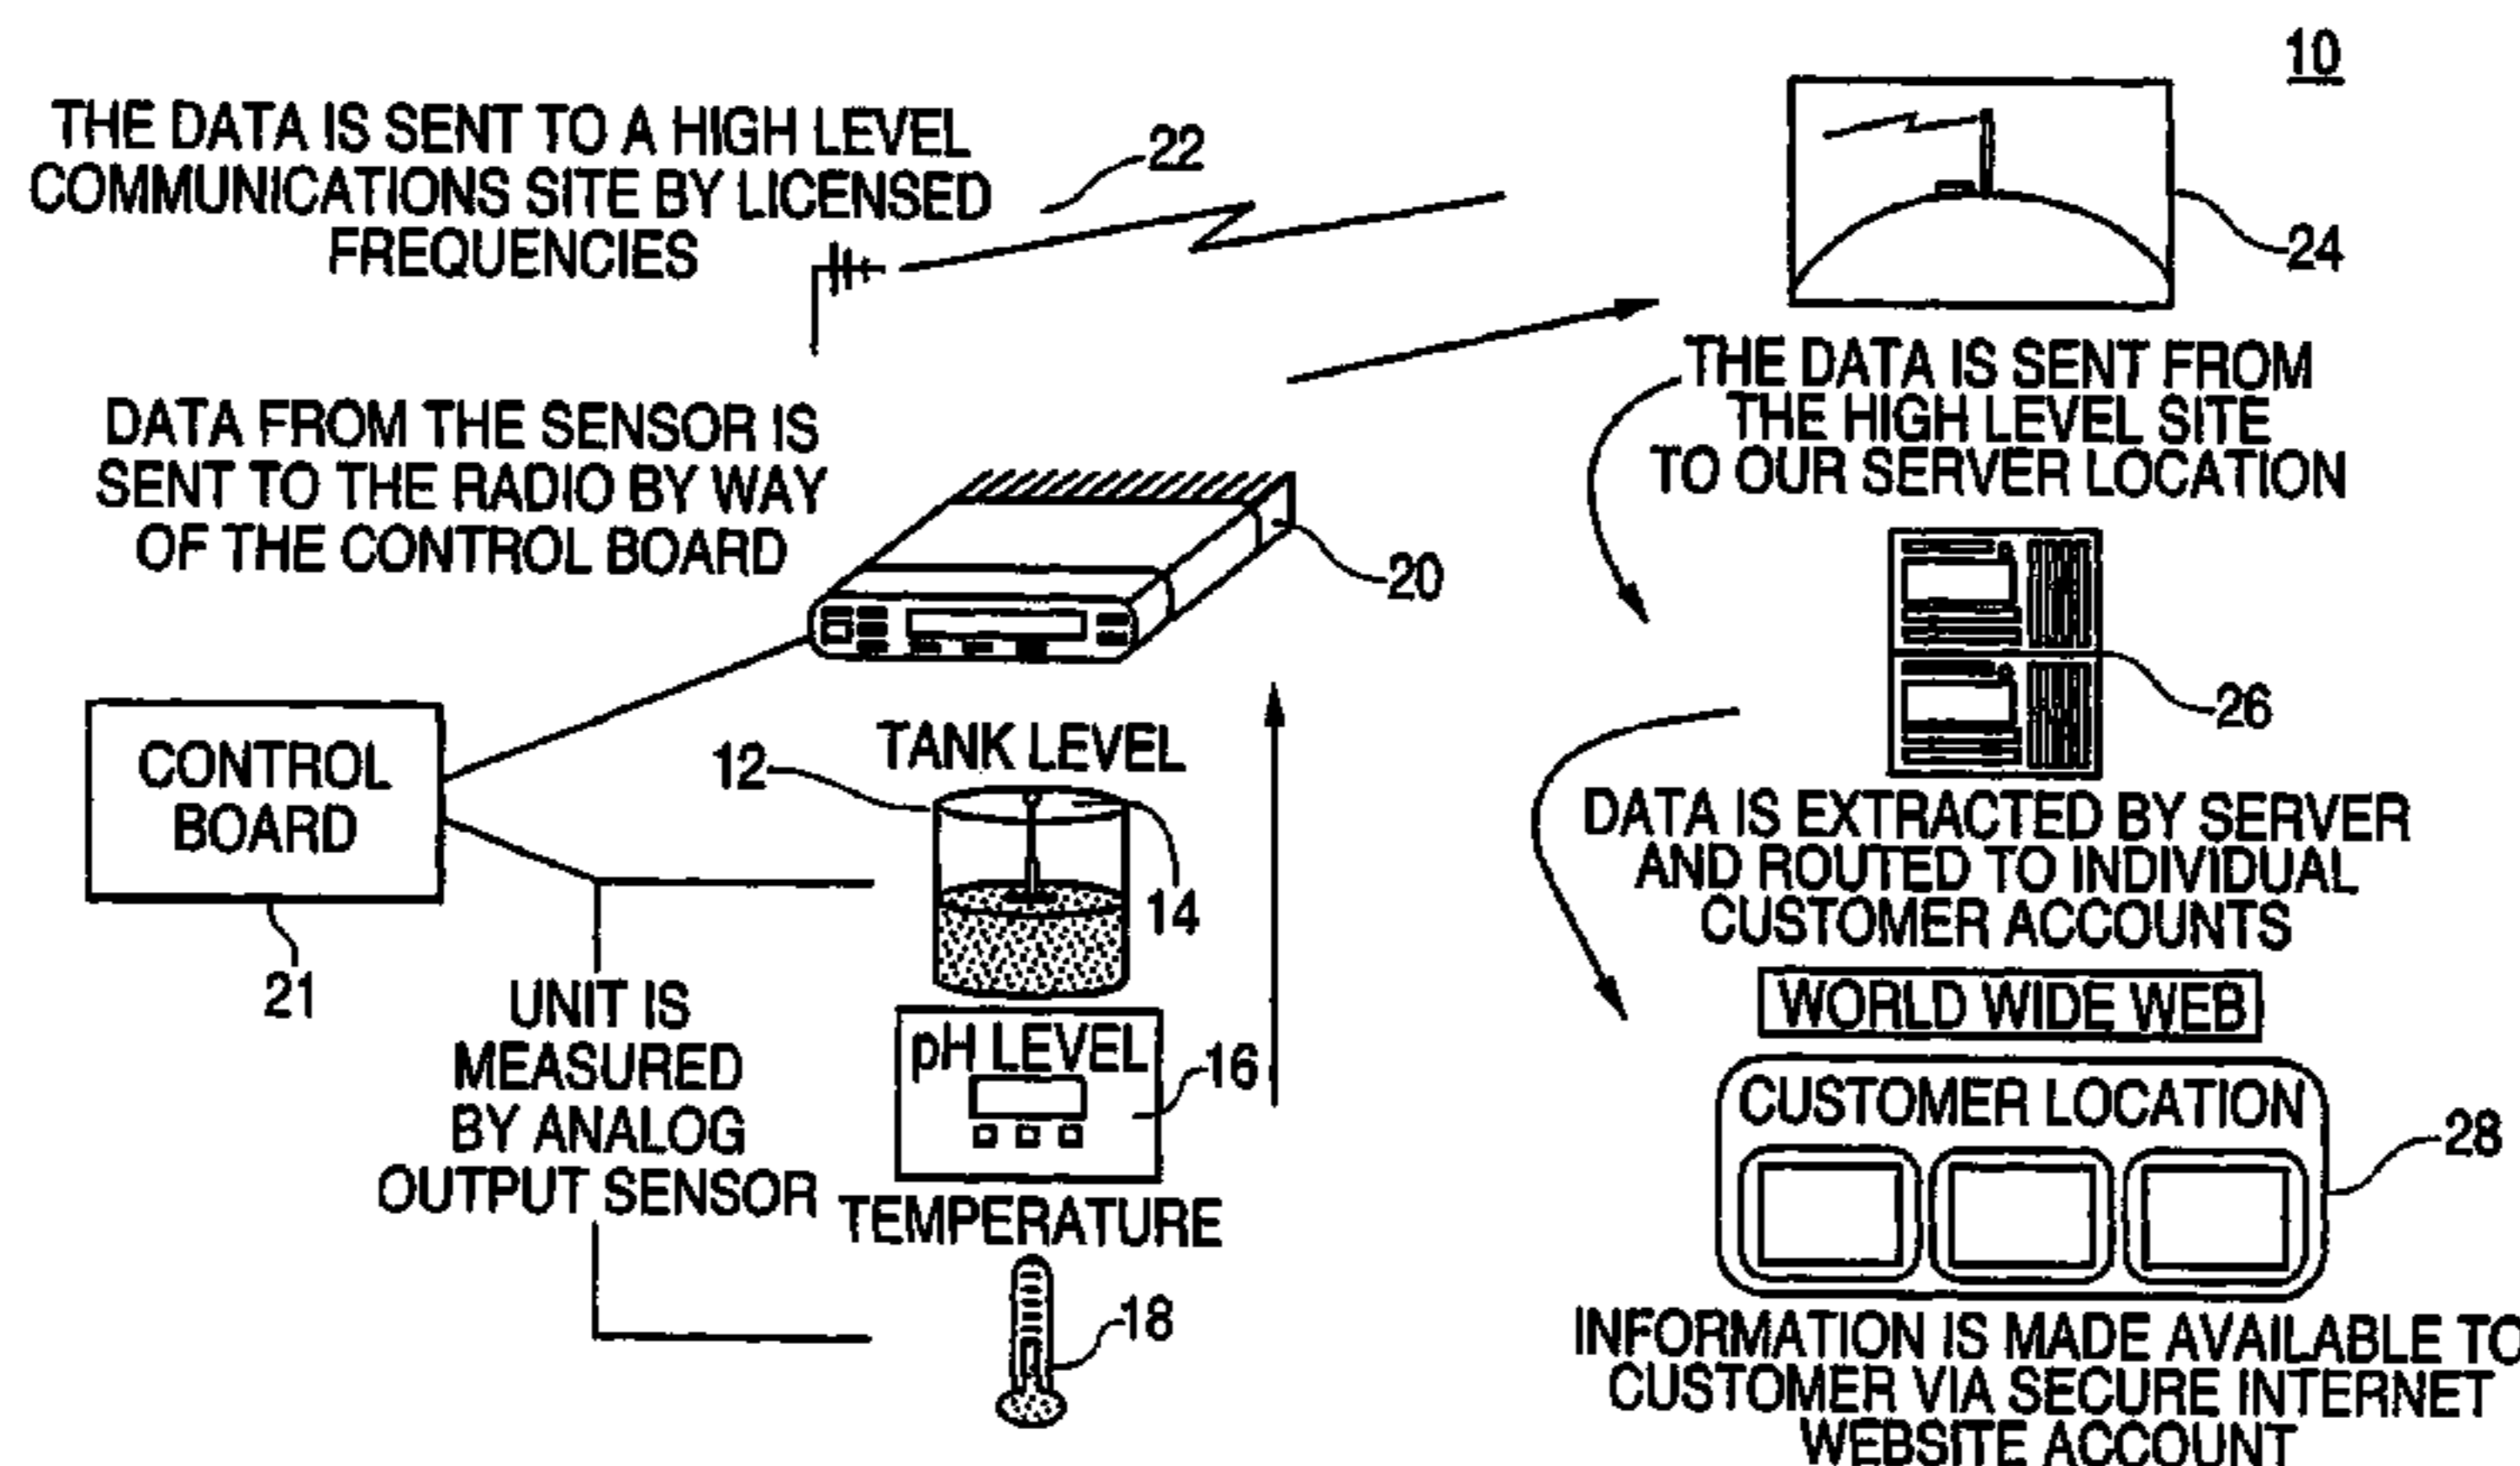 10
THE DATA IS SENT TO A HIGH LEVEL
COMMUNICATIONS SITE BY LICENSED
FREQUENCIES
22
24
DATA FROM THE SENSOR IS
SENT TO THE RADIO BY WAY
OF THE CONTROL BOARD
20
THE DATA IS SENT FROM
THE HIGH LEVEL SITE
TO OUR SERVER LOCATION
26
CONTROL
BOARD
21
12
TANK LEVEL
14
UNIT IS
MEASURED
BY ANALOG
OUTPUT SENSOR
pH LEVEL
16
TEMPERATURE
18
DATA IS EXTRACTED BY SERVER
AND ROUTED TO INDIVIDUAL
CUSTOMER ACCOUNTS
WORLD WIDE WEB
CUSTOMER LOCATION
28
INFORMATION IS MADE AVAILABLE TO
CUSTOMER VIA SECURE INTERNET
WEBSITE ACCOUNT